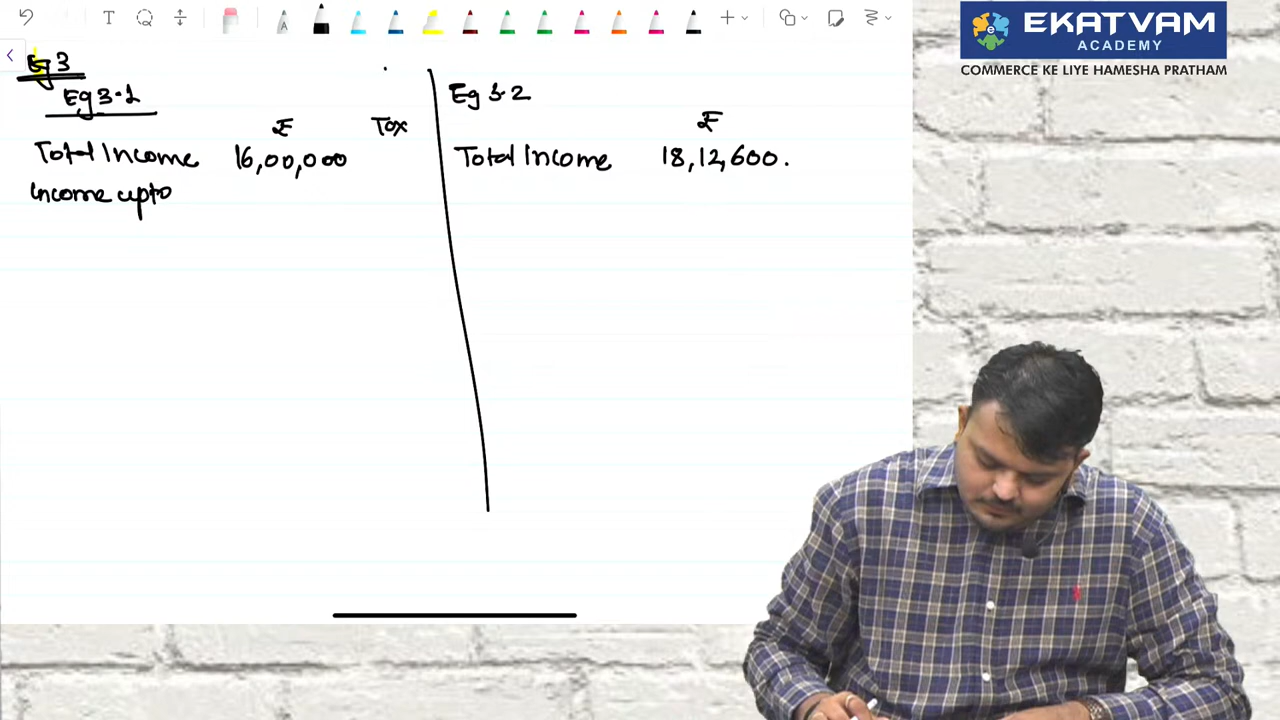 EKATVAM
ACADEMY
COMMERCE KE LIYE HAMESHA PRATHAM
Eg 3
Eg 3.1
₹ Tax
Total Income 16,00,000
Income upto
Eg 3.2
₹
Total Income 18,12,600.